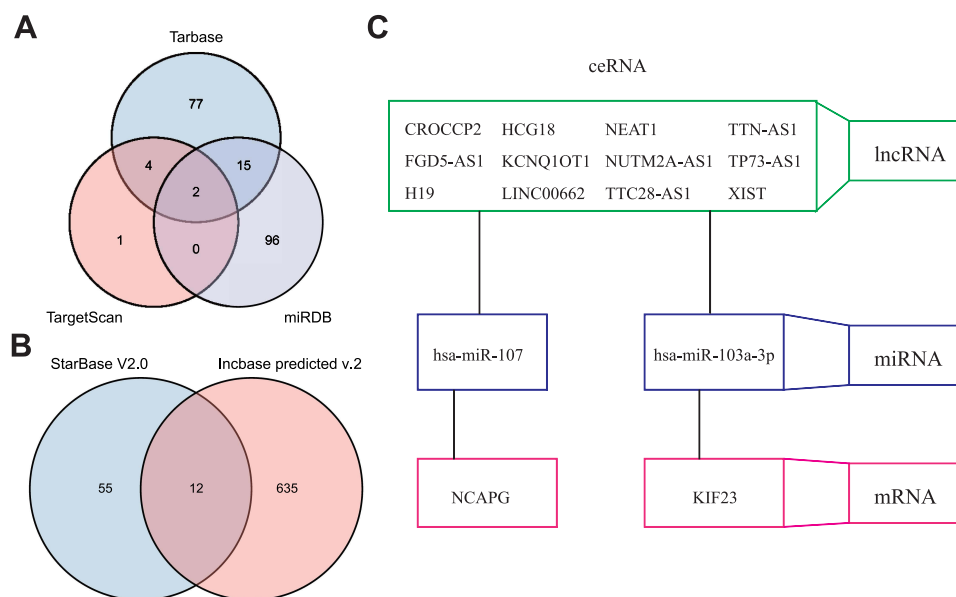 A
Tarbase
77
4
15
2
1
0
96
TargetScan
miRDB
B
StarBase V2.0
lncbase predicted v.2
55
12
635
C
ceRNA
CROCCP2 HCG18 NEAT1 TTN-AS1
FGD5-AS1 KCNQ1OT1 NUTM2A-AS1 TP73-AS1
H19 LINC00662 TTC28-AS1 XIST
lncRNA
hsa-miR-107
hsa-miR-103a-3p
miRNA
NCAPG
KIF23
mRNA